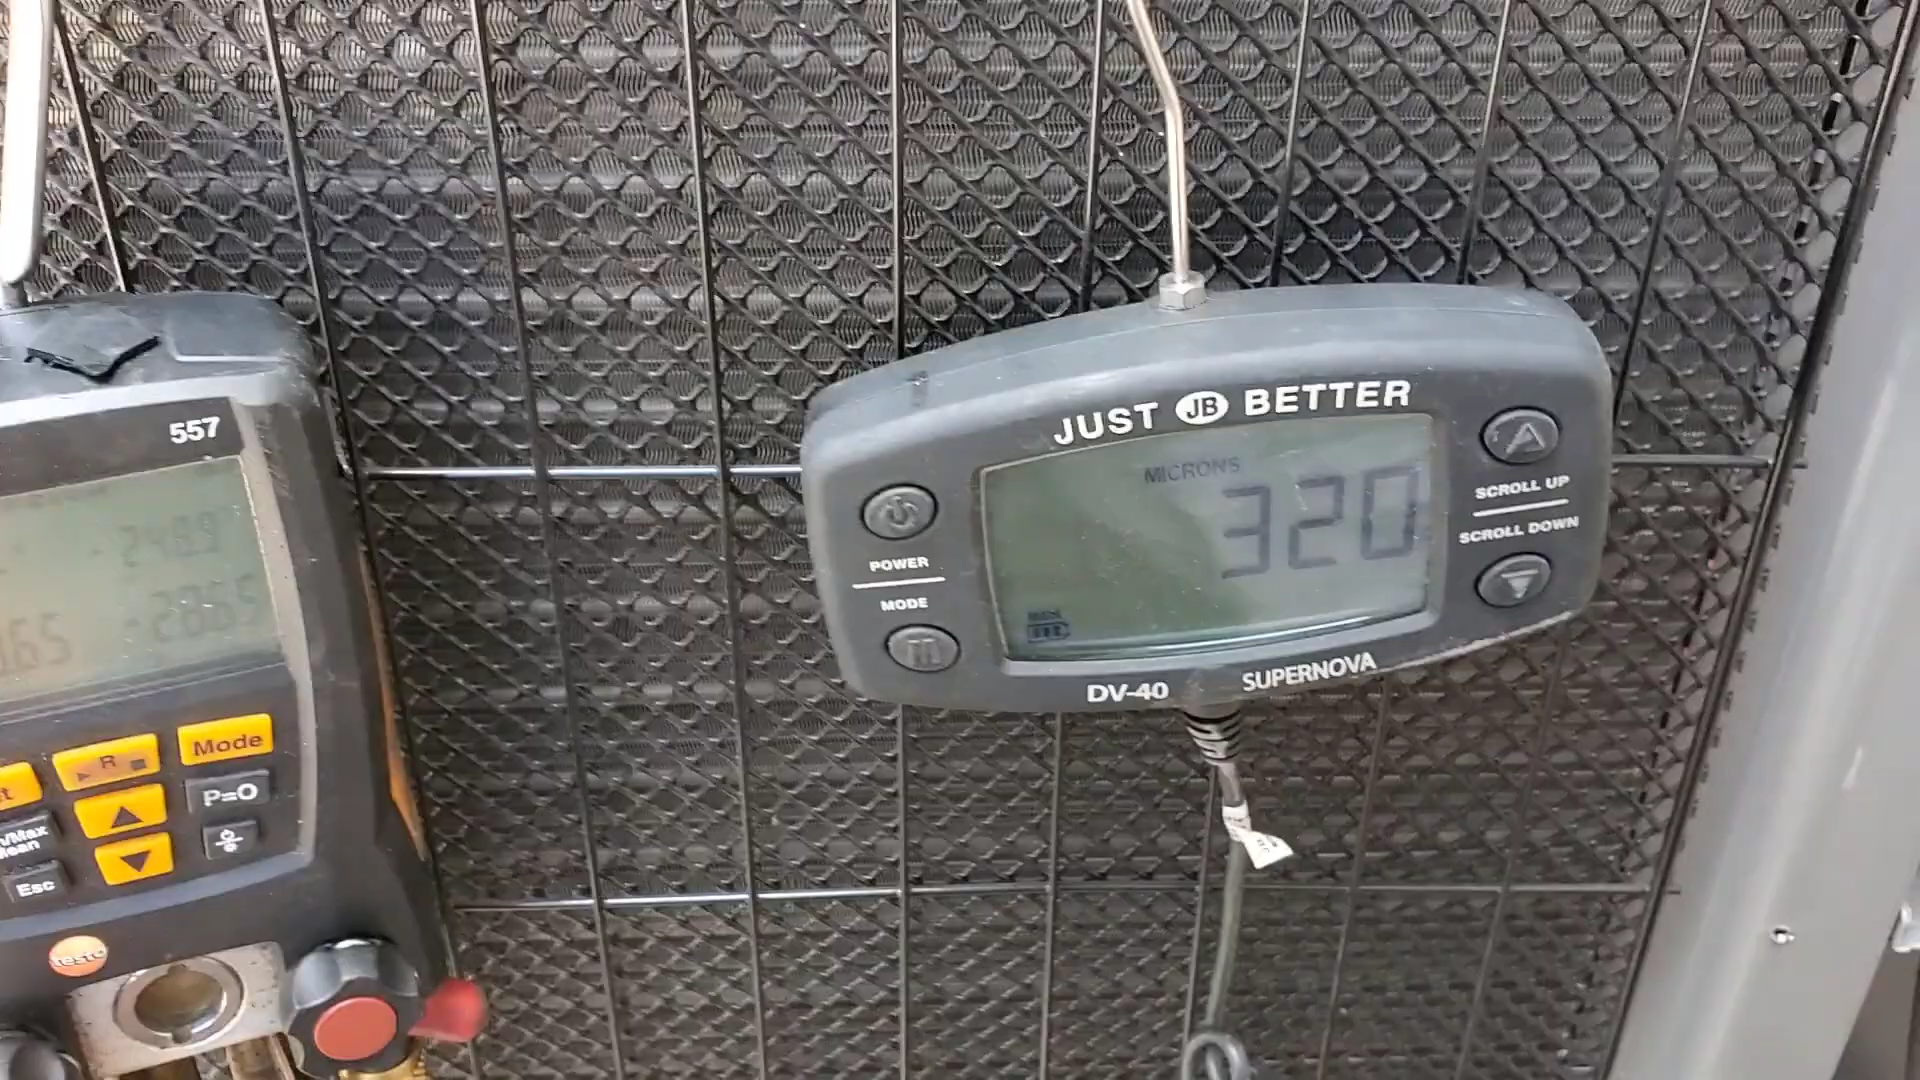 557
R
Mode
P=0
Esc
testo
JUST JB BETTER
MICRONS
320
POWER
MODE
SCROLL UP
SCROLL DOWN
DV-40
SUPERNOVA